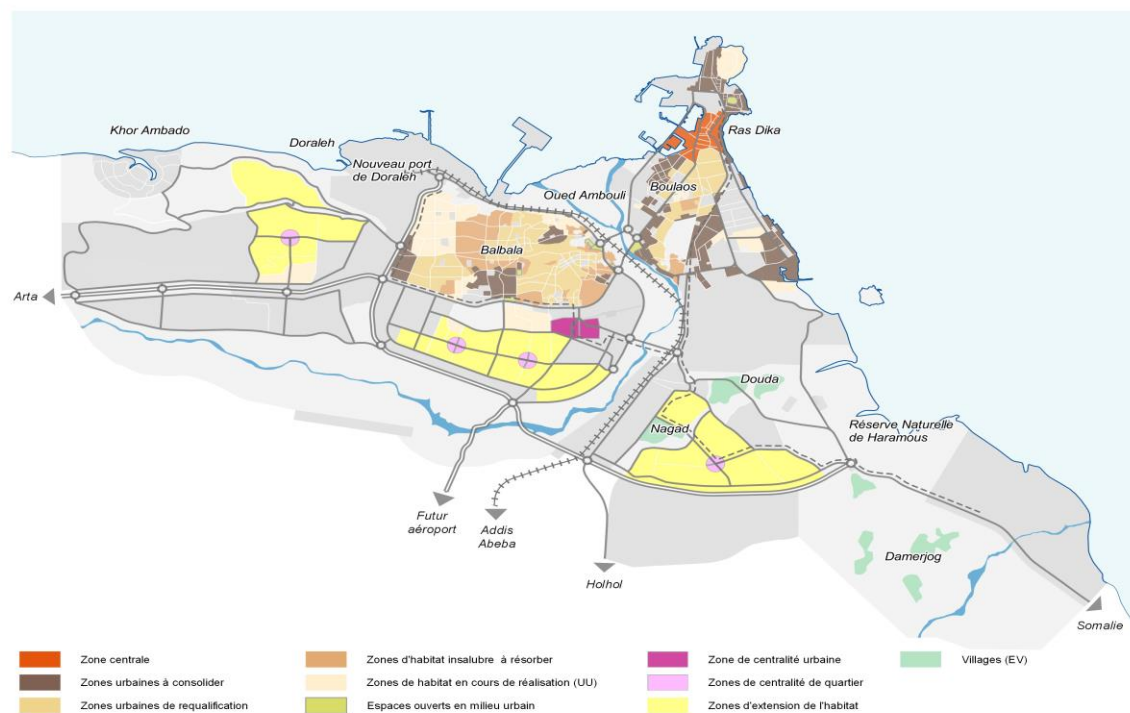 Khor Ambado
Doraleh
Nouveau port
de Doraleh
Oued Ambouli
Ras Dika
Boulaos
Balbala
Arta
Douda
Nagad
Réserve Naturelle
de Haramous
Futur
aéroport
Addis
Abeba
Holhol
Damerjog
Somalie
Zone centrale
Zones urbaines à consolider
Zones urbaines de requalification
Zones d'habitat insalubre à résorber
Zones de habitat en cours de réalisation (UU)
Espaces ouverts en milieu urbain
Zone de centralité urbaine
Zones de centralité de quartier
Zones d'extension de l'habitat
Villages (EV)